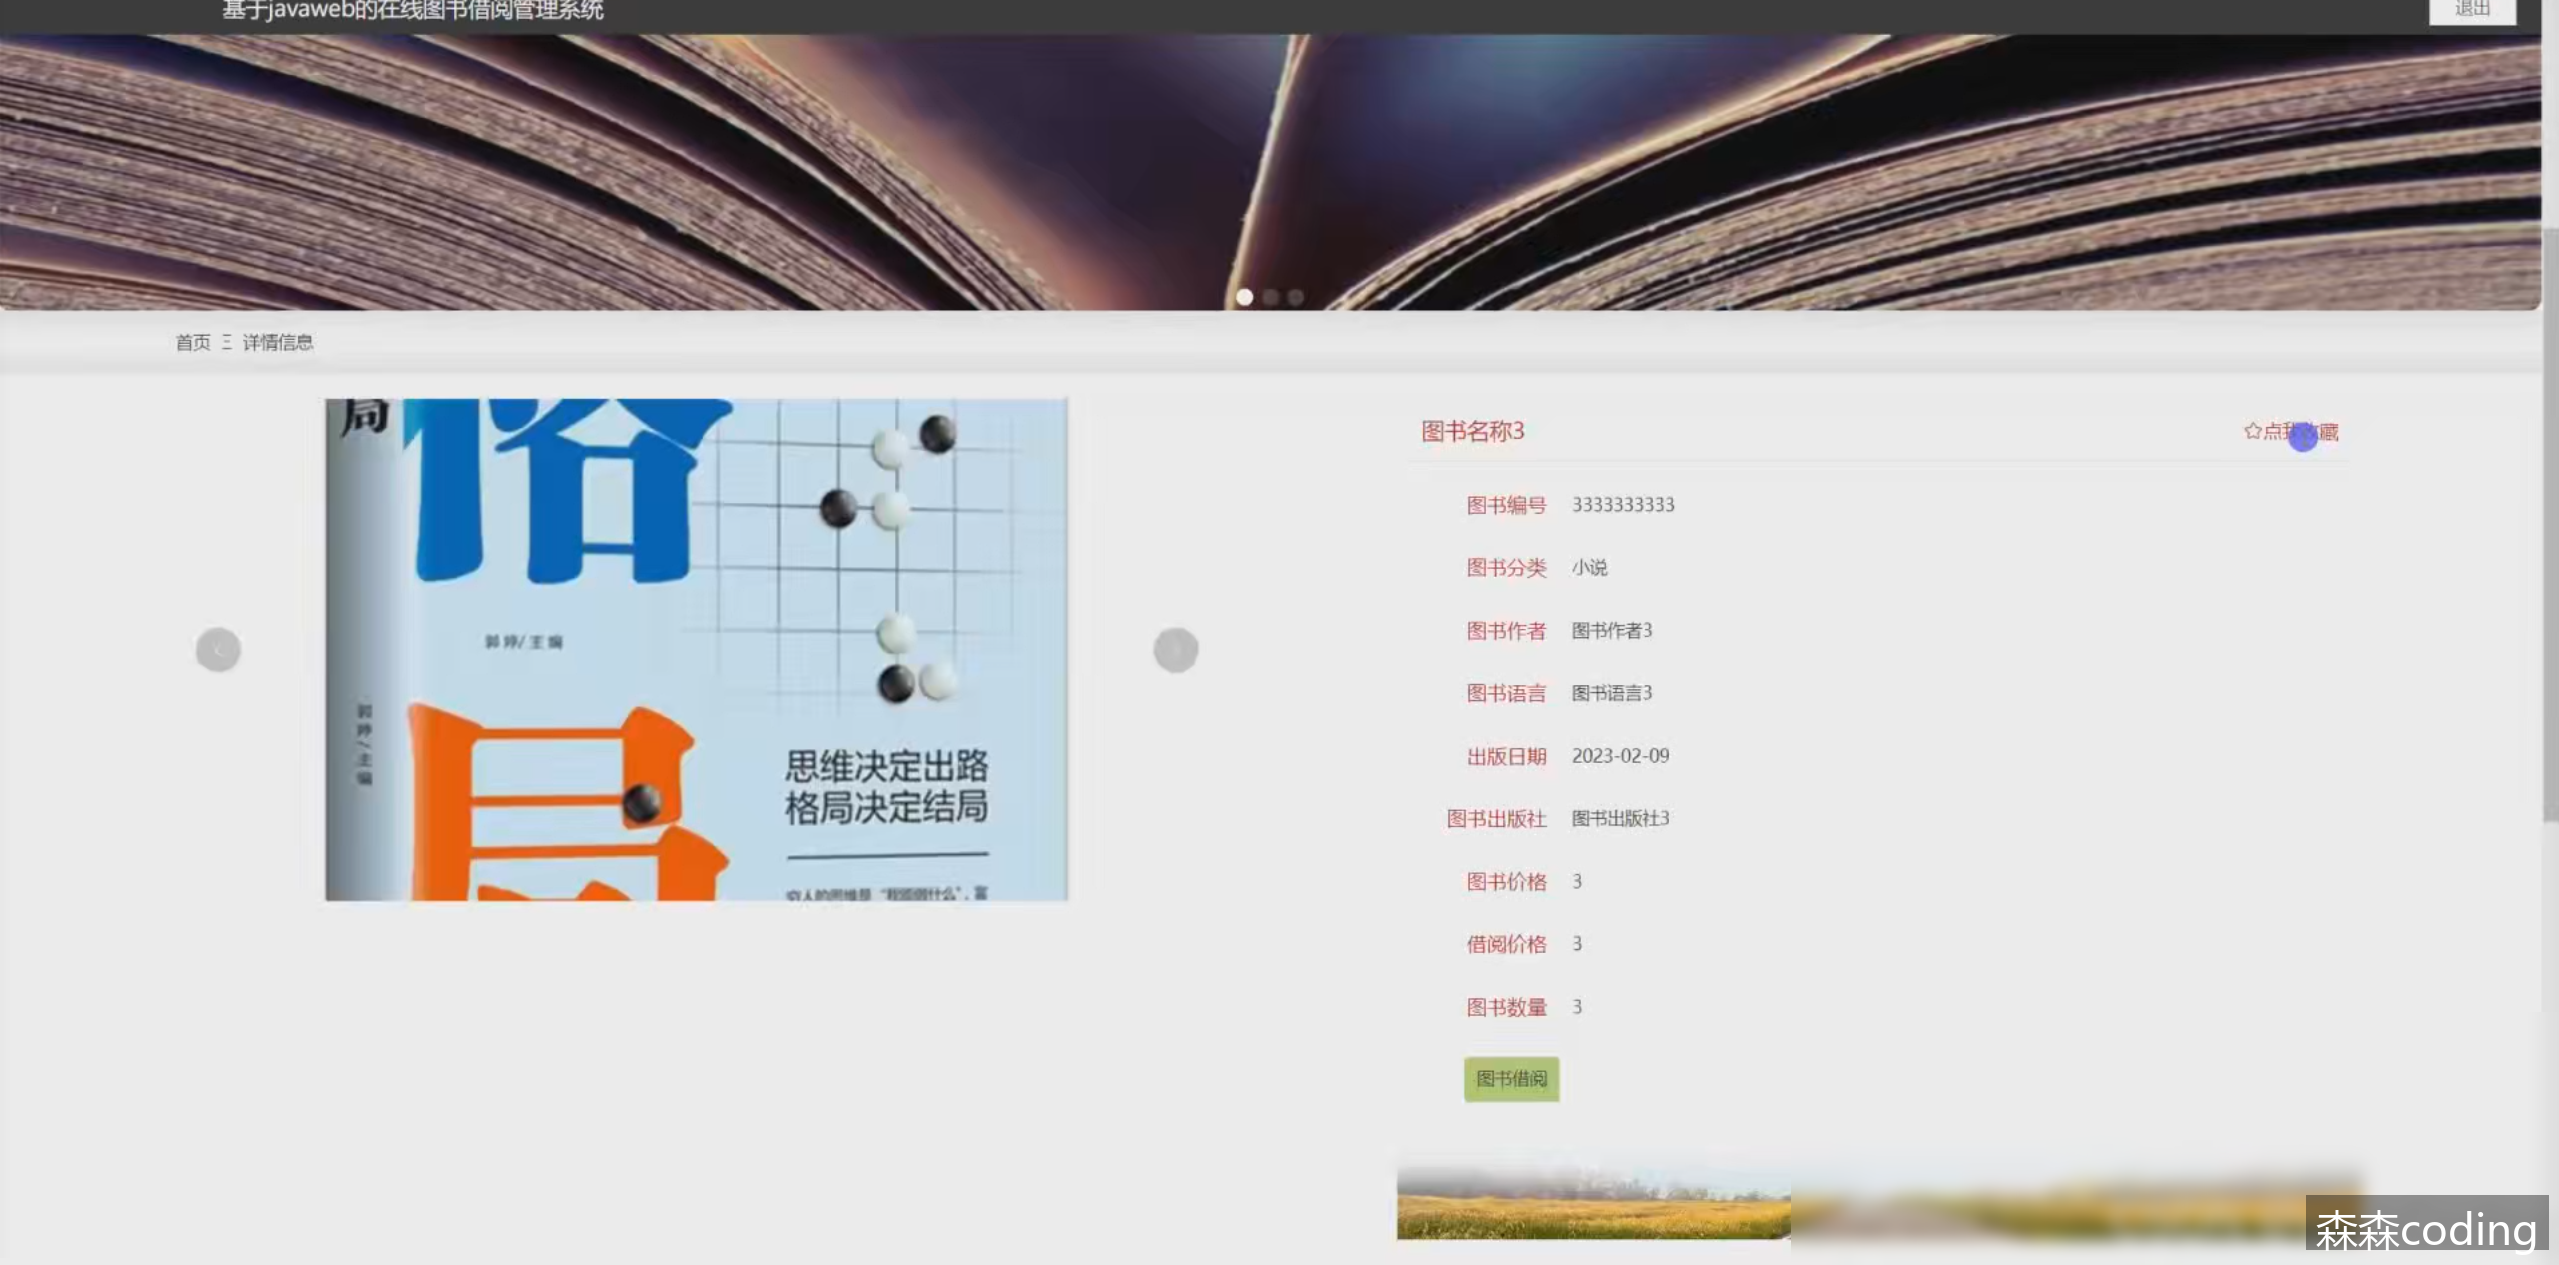 基于javaweb的在线图书借阅管理系统
退出
首页 Ξ 详情信息
局
格
郭婷/主编
郭婷/主编
局
思维决定出路
格局决定结局
图书名称3
☆点我收藏
图书编号 3333333333
图书分类 小说
图书作者 图书作者3
图书语言 图书语言3
出版日期 2023-02-09
图书出版社 图书出版社3
图书价格 3
借阅价格 3
图书数量 3
图书借阅
森森coding